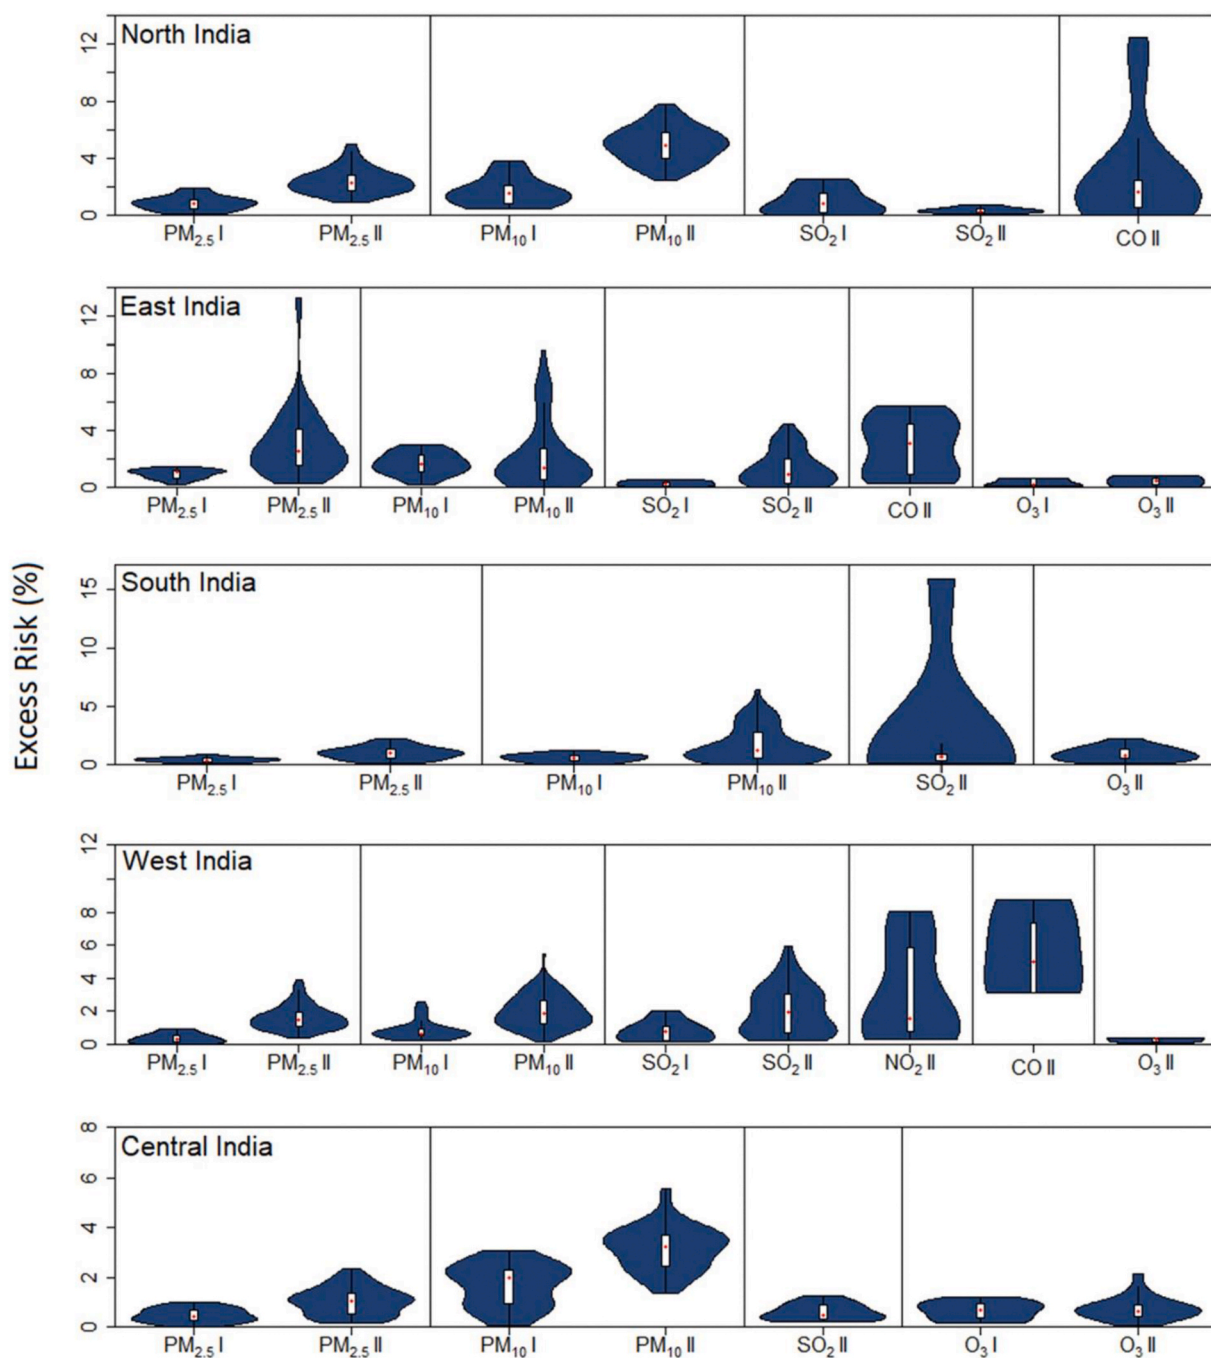 Excess Risk (%)
North India
12
8
4
0
PM2.5 I PM2.5 II PM10 I PM10 II SO2 I SO2 II CO II
East India
12
8
4
0
PM2.5 I PM2.5 II PM10 I PM10 II SO2 I SO2 II CO II O3 I O3 II
South India
15
10
5
0
PM2.5 I PM2.5 II PM10 I PM10 II SO2 II O3 II
12
West India
8
6
4
2
0
PM2.5 I PM2.5 II PM10 I PM10 II SO2 I SO2 II NO2 II CO II O3 II
8
Central India
6
4
2
0
PM2.5 I PM2.5 II PM10 I PM10 II SO2 II O3 I O3 II